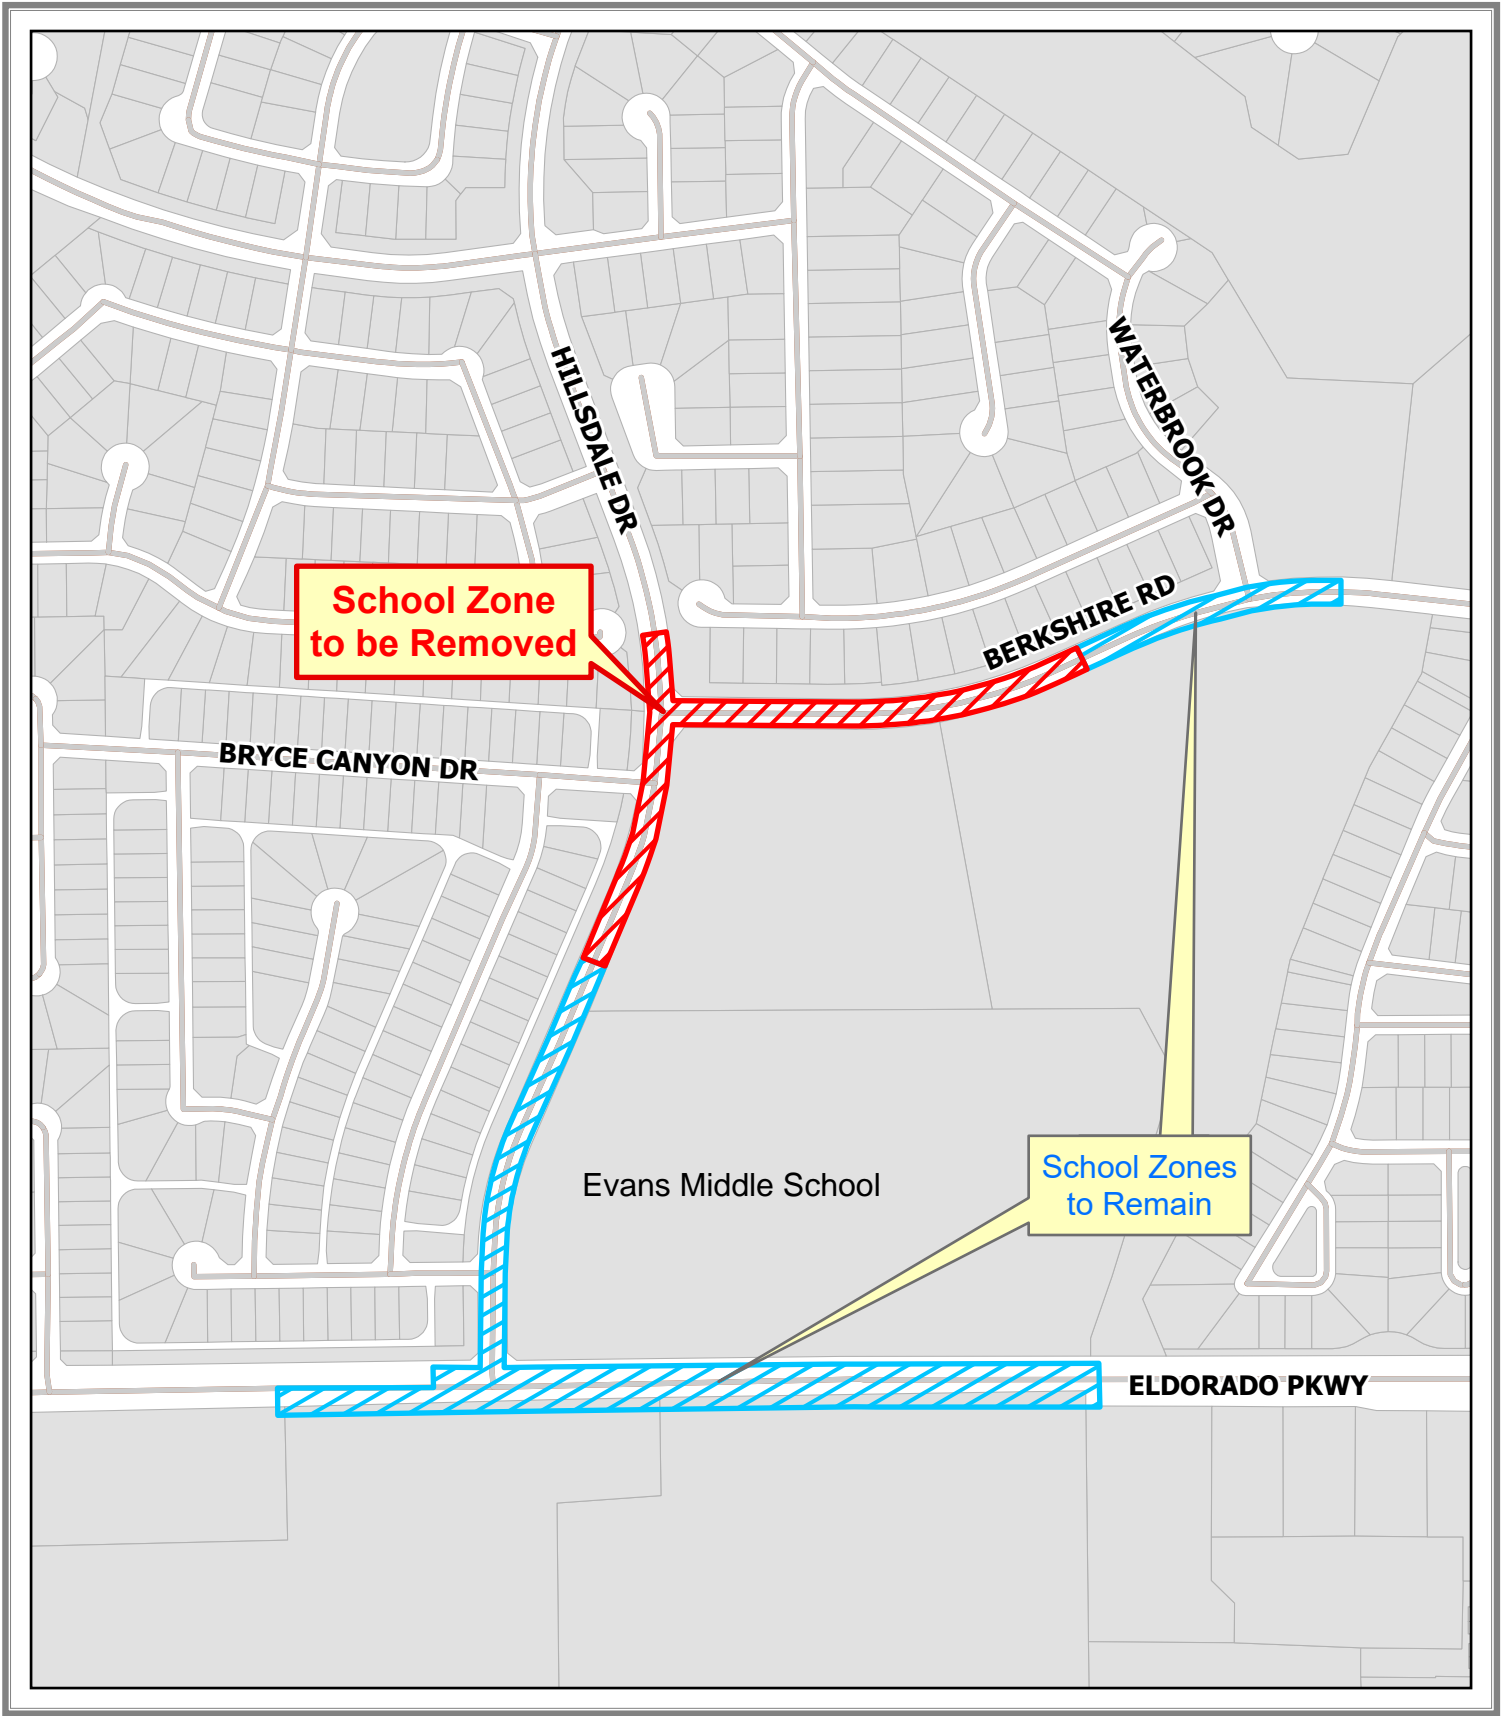 HILLSDALE DR
WATERBROOK DR
School Zone
to be Removed
BERKSHIRE RD
BRYCE CANYON DR
Evans Middle School
School Zones
to Remain
ELDORADO PKWY